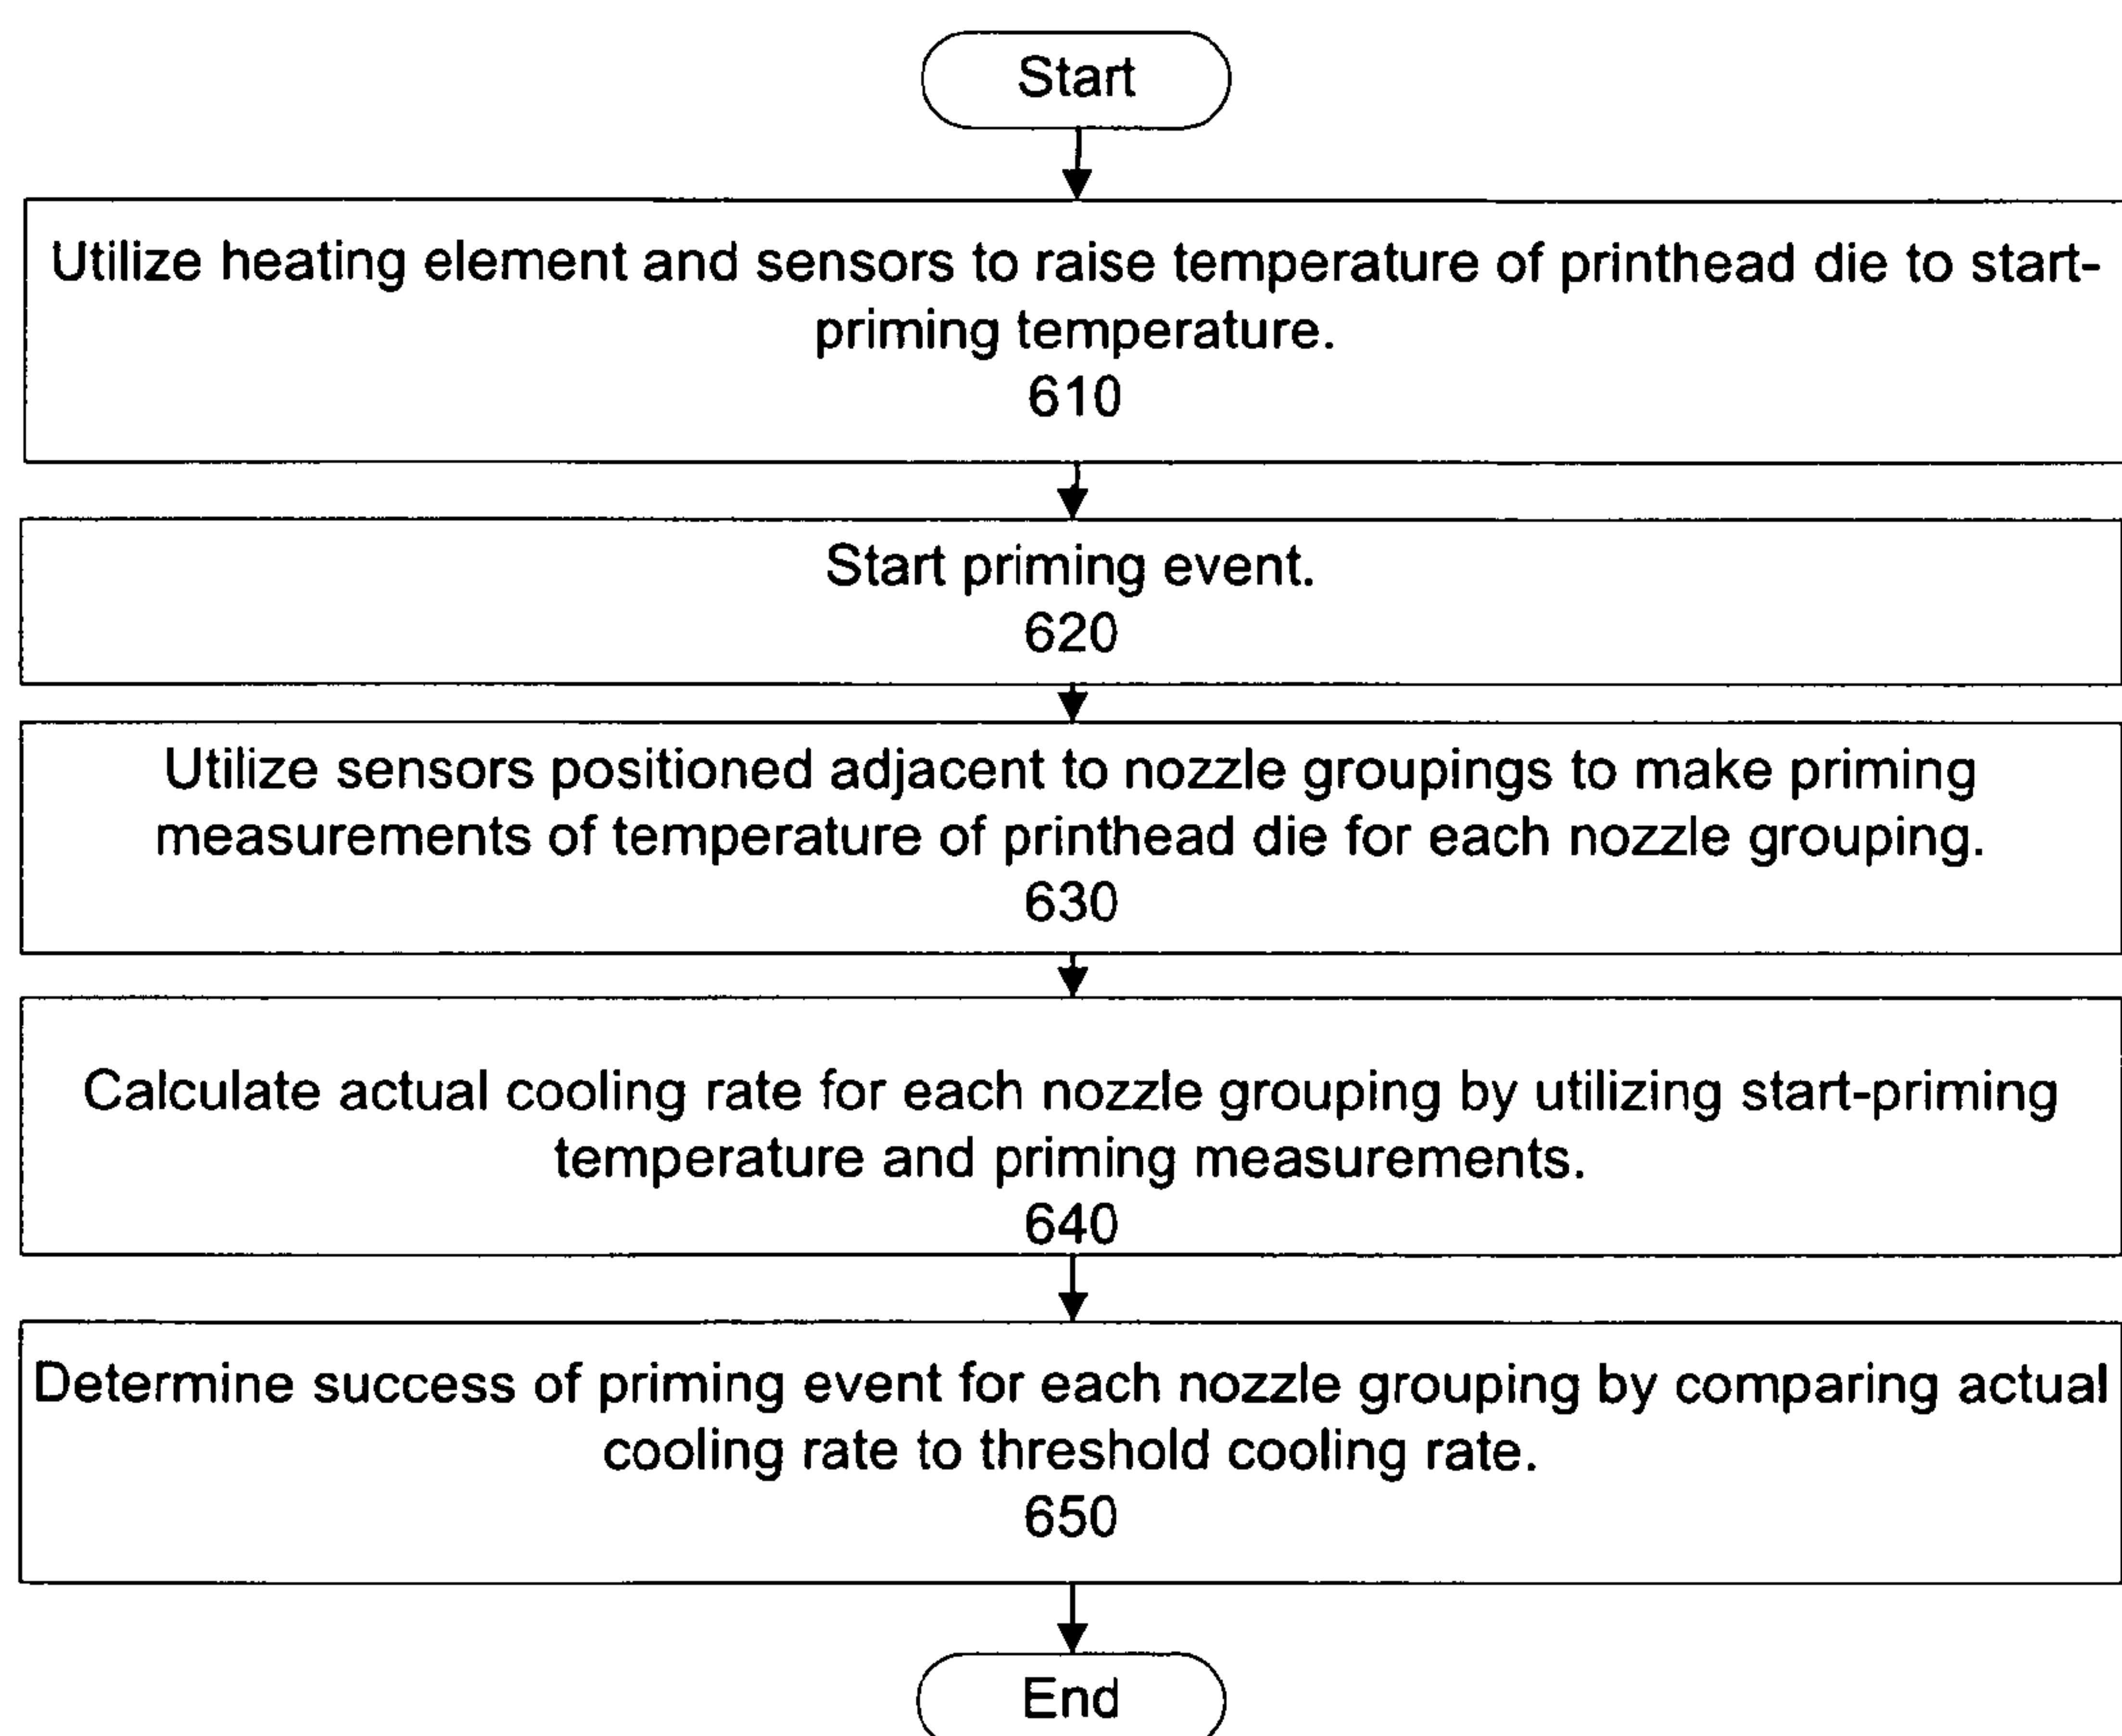 Start
Utilize heating element and sensors to raise temperature of printhead die to start-
priming temperature.
610
Start priming event.
620
Utilize sensors positioned adjacent to nozzle groupings to make priming
measurements of temperature of printhead die for each nozzle grouping.
630
Calculate actual cooling rate for each nozzle grouping by utilizing start-priming
temperature and priming measurements.
640
Determine success of priming event for each nozzle grouping by comparing actual
cooling rate to threshold cooling rate.
650
End